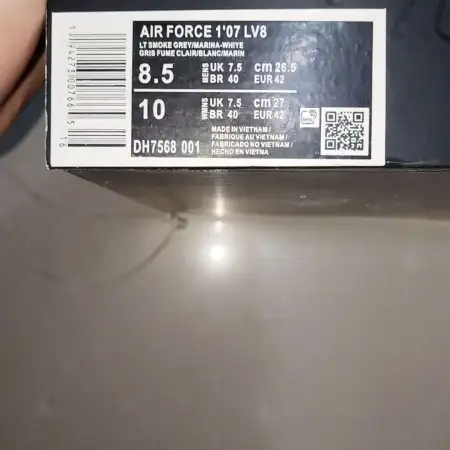 AIR FORCE 1'07 LV8
LT SMOKE GREY/MARINA-WHIYE
GRIS FUME CLAIR/BLANC/MARIN
8.5 MENS UK 7.5 cm 26.5
BR 40 EUR 42
10 WMNS UK 7.5 cm 27
BR 40 EUR 42
MADE IN VIETNAM /
FABRIQUE AU VIETNAM /
FABRICADO NO VIETNAM /
HECHO EN VIETNA
DH7568 001